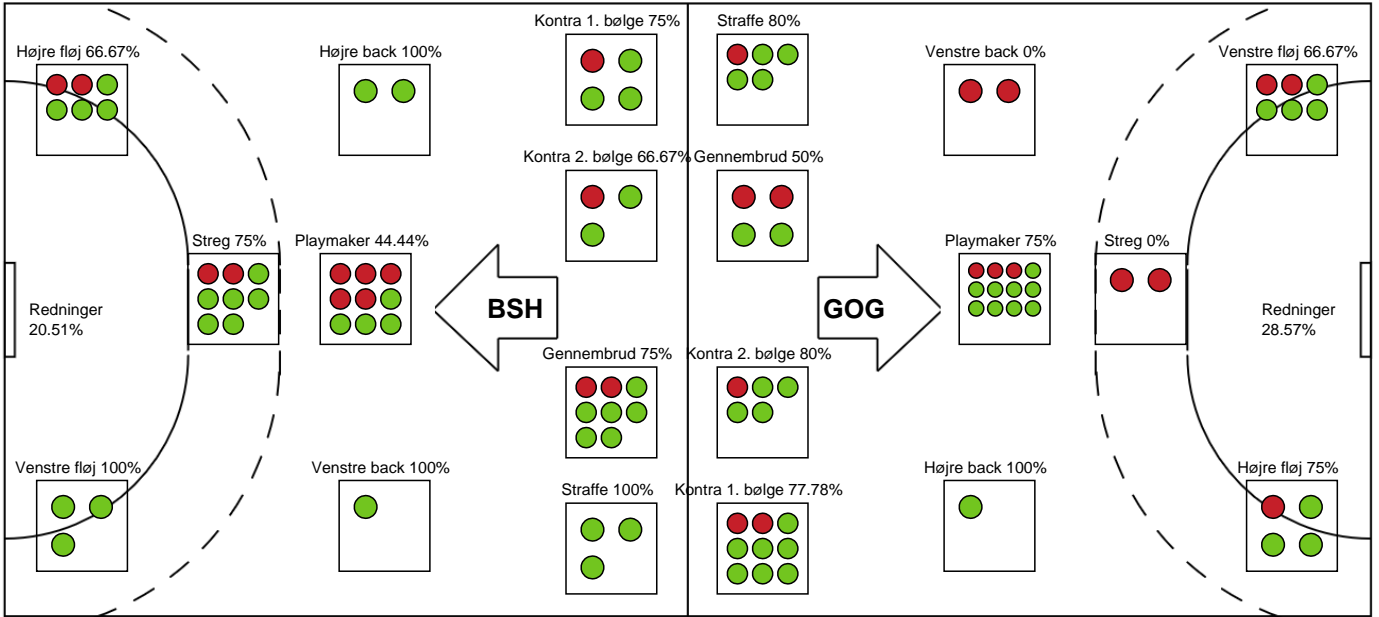 Kontra 1. bølge 75%
Straffe 80%
Højre fløj 66.67%
Højre back 100%
Venstre back 0%
Venstre fløj 66.67%
Kontra 2. bølge 66.67%
Gennembrud 50%
Streg 75%
Playmaker 44.44%
Playmaker 75%
Streg 0%
Redninger
20.51%
BSH
GOG
Redninger
28.57%
Gennembrud 75%
Kontra 2. bølge 80%
Venstre fløj 100%
Venstre back 100%
Straffe 100%
Kontra 1. bølge 77.78%
Højre back 100%
Højre fløj 75%